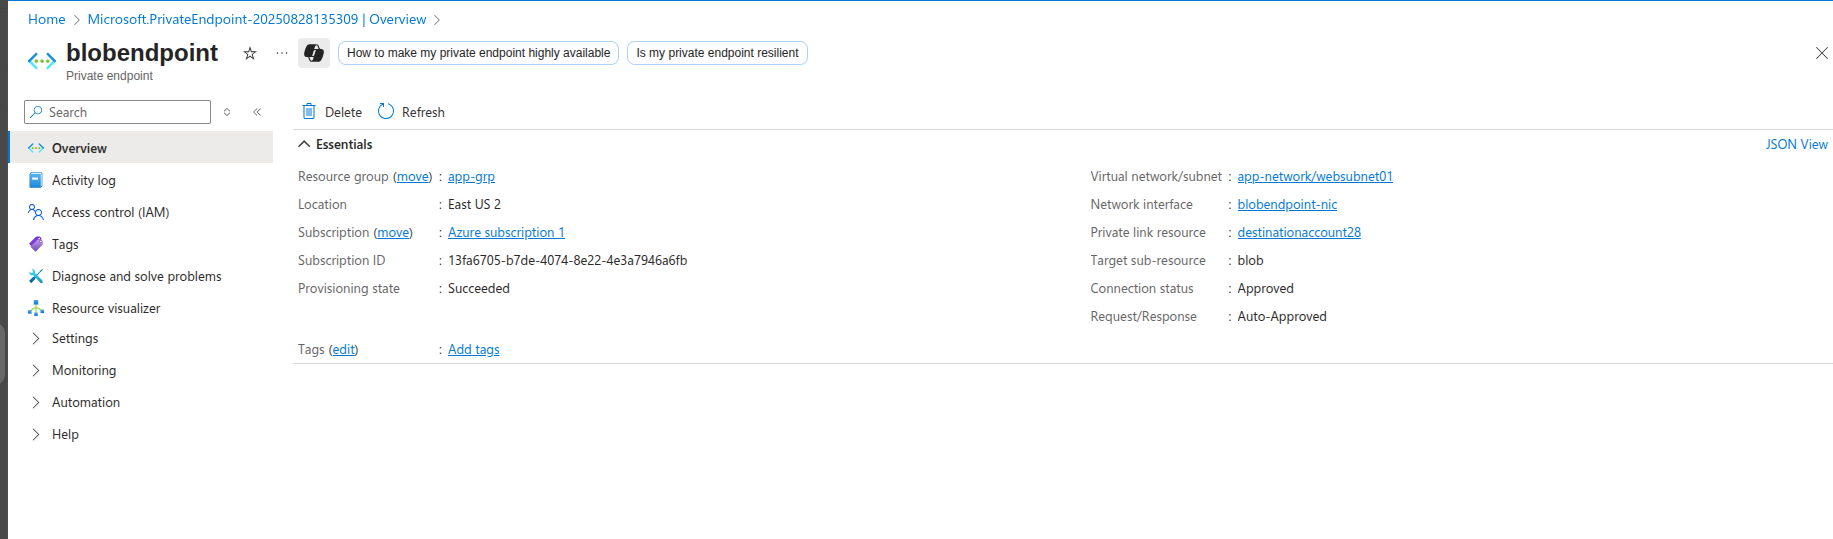 Home > Microsoft.PrivateEndpoint-20250828135309 | Overview >
blobendpoint
Private endpoint
How to make my private endpoint highly available
Is my private endpoint resilient
Search
Overview
Activity log
Access control (IAM)
Tags
Diagnose and solve problems
Resource visualizer
Settings
Monitoring
Automation
Help
Delete
Refresh
Essentials
JSON View
Resource group (move) : app-grp
Location : East US 2
Subscription (move) : Azure subscription 1
Subscription ID : 13fa6705-b7de-4074-8e22-4e3a7946a6fb
Provisioning state : Succeeded
Virtual network/subnet : app-network/websubnet01
Network interface : blobendpoint-nic
Private link resource : destinationaccount28
Target sub-resource : blob
Connection status : Approved
Request/Response : Auto-Approved
Tags (edit) : Add tags